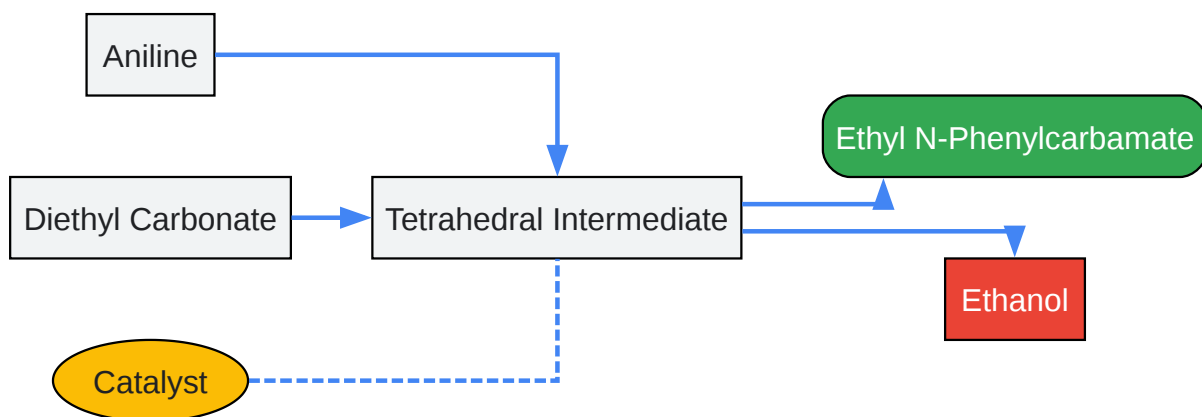 Aniline
Ethyl N-Phenylcarbamate
Diethyl Carbonate
Tetrahedral Intermediate
Ethanol
Catalyst